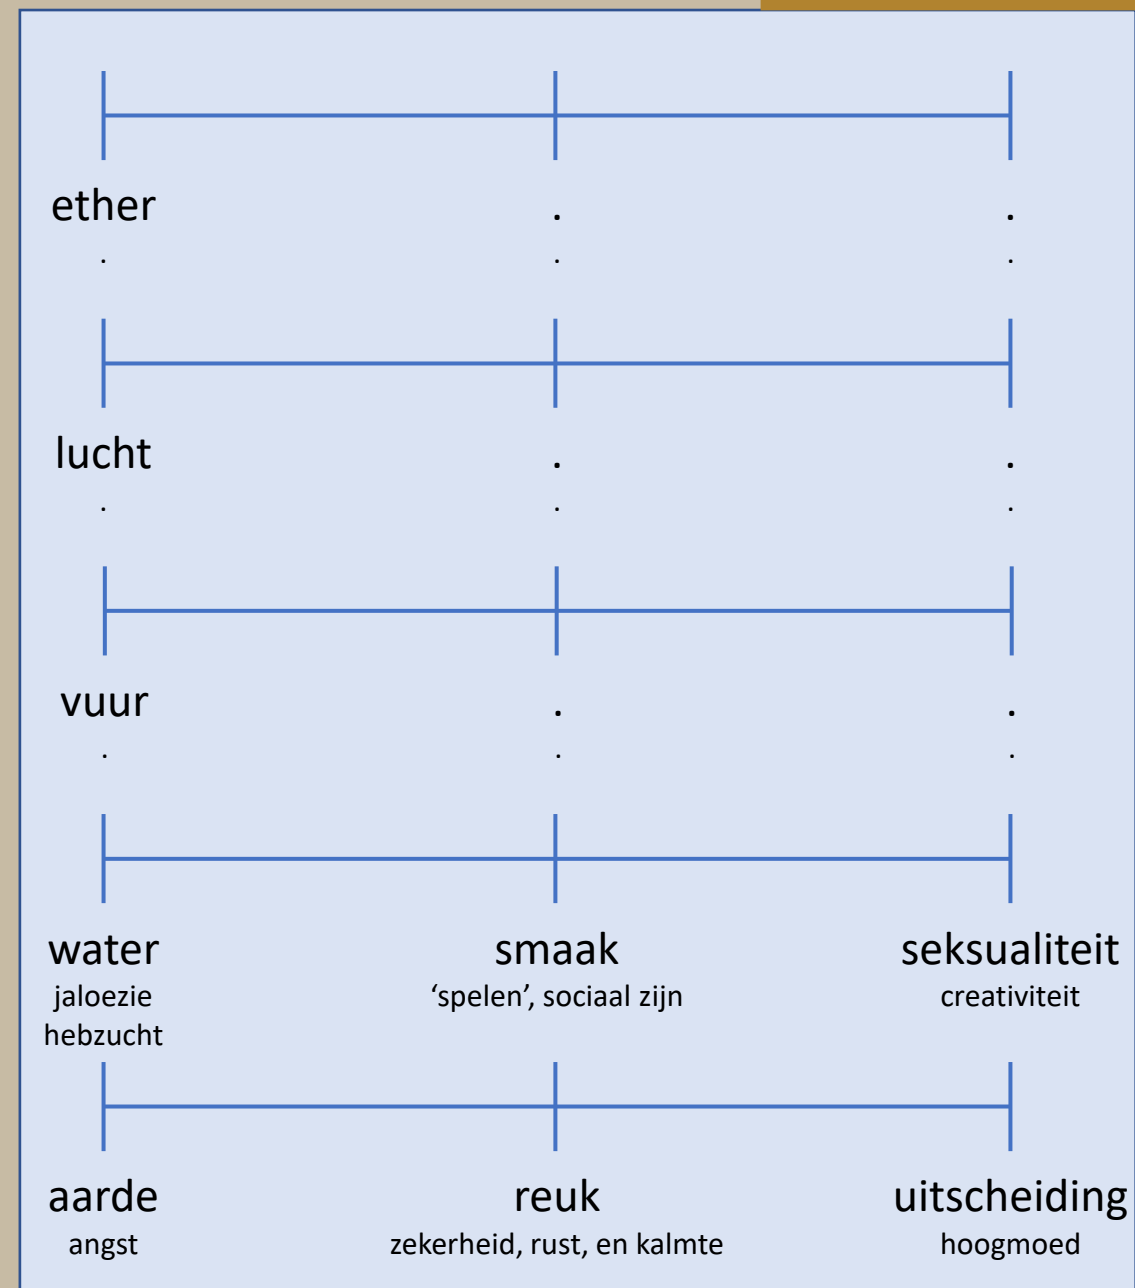 ether . .
. . .
lucht . .
. . .
vuur . .
. . .
water smaak seksualiteit
jaloezie ‘spelen’, sociaal zijn creativiteit
hebzucht
aarde reuk uitscheiding
angst zekerheid, rust, en kalmte hoogmoed